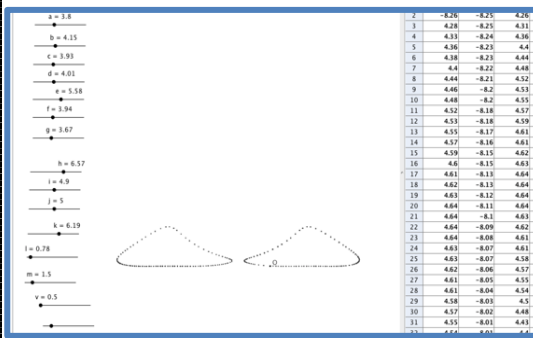 a = 3.8
b = 4.15
c = 3.93
d = 4.01
e = 5.58
f = 3.94
g = 3.67
h = 6.57
i = 4.9
j = 5
k = 6.19
l = 0.78
m = 1.5
v = 0.5
Q
2 -8.26 -8.25 4.26
3 4.28 -8.25 4.31
4 4.33 -8.24 4.36
5 4.36 -8.23 4.4
6 4.38 -8.23 4.44
7 4.4 -8.22 4.48
8 4.44 -8.21 4.52
9 4.46 -8.2 4.53
10 4.48 -8.2 4.55
11 4.52 -8.18 4.57
12 4.53 -8.18 4.59
13 4.55 -8.17 4.61
14 4.57 -8.16 4.61
15 4.59 -8.15 4.62
16 4.6 -8.15 4.63
17 4.61 -8.13 4.64
18 4.62 -8.13 4.64
19 4.63 -8.12 4.64
20 4.64 -8.11 4.64
21 4.64 -8.1 4.63
22 4.64 -8.09 4.62
23 4.64 -8.08 4.61
24 4.63 -8.07 4.61
25 4.63 -8.07 4.58
26 4.62 -8.06 4.57
27 4.61 -8.05 4.55
28 4.61 -8.04 4.54
29 4.58 -8.03 4.5
30 4.57 -8.02 4.48
31 4.55 -8.01 4.43